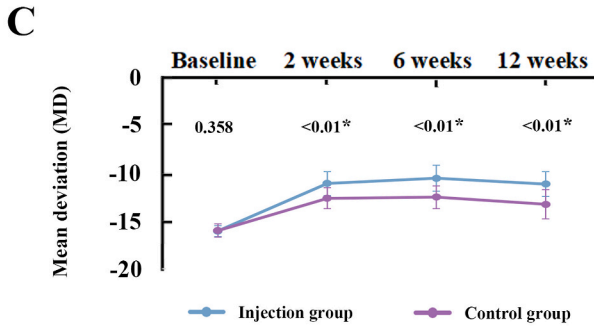 C
Baseline 2 weeks 6 weeks 12 weeks
0
0.358 <0.01* <0.01* <0.01*
-5
-10
-15
-20
Mean deviation (MD)
Injection group Control group